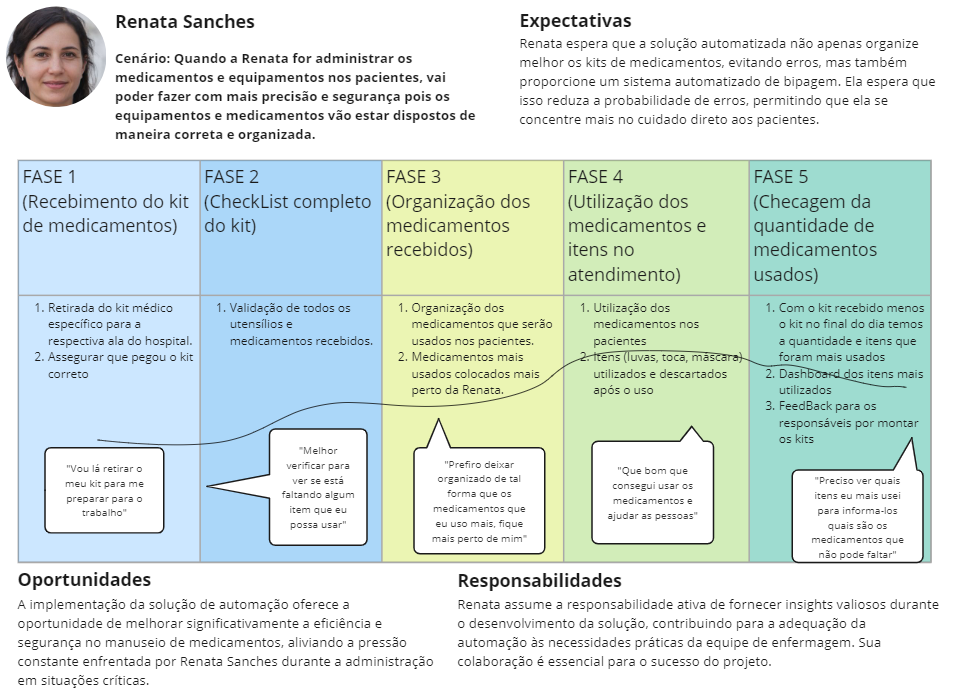 Renata Sanches
Cenário: Quando a Renata for administrar os
medicamentos e equipamentos nos pacientes, vai
poder fazer com mais precisão e segurança pois os
equipamentos e medicamentos vão estar dispostos de
maneira correta e organizada.
Expectativas
Renata espera que a solução automatizada não apenas organize
melhor os kits de medicamentos, evitando erros, mas também
proporcione um sistema automatizado de bipagem. Ela espera que
isso reduza a probabilidade de erros, permitindo que ela se
concentre mais no cuidado direto aos pacientes.
FASE 1
(Recebimento do kit
de medicamentos)
FASE 2
(CheckList completo
do kit)
FASE 3
(Organização dos
medicamentos
recebidos)
FASE 4
(Utilização dos
medicamentos e
itens no
atendimento)
FASE 5
(Checagem da
quantidade de
medicamentos
usados)
1. Retirada do kit médico
específico para a
respectiva ala do hospital.
2. Assegurar que pegou o kit
correto
1. Validação de todos os
utensílios e
medicamentos recebidos.
1. Organização dos
medicamentos que serão
usados nos pacientes.
2. Medicamentos mais
usados colocados mais
perto da Renata.
1. Utilização dos
medicamentos nos
pacientes
2. Itens (luvas, toca, máscara)
utilizados e descartados
após o uso
1. Com o kit recebido menos
o kit no final do dia temos
a quantidade e itens que
foram mais usados
2. Dashboard dos itens mais
utilizados
3. FeedBack para os
responsáveis por montar
os kits
"Vou lá retirar o
meu kit para me
preparar para o
trabalho"
"Melhor
verificar para
ver se está
faltando algum
item que eu
possa usar"
"Prefiro deixar
organizado de tal
forma que os
medicamentos que
eu uso mais, fique
mais perto de mim"
"Que bom que
consegui usar os
medicamentos e
ajudar as pessoas"
"Preciso ver quais
itens eu mais usei
para informa-los
quais são os
medicamentos que
não pode faltar"
Oportunidades
A implementação da solução de automação oferece a
oportunidade de melhorar significativamente a eficiência e
segurança no manuseio de medicamentos, aliviando a pressão
constante enfrentada por Renata Sanches durante a administração
em situações críticas.
Responsabilidades
Renata assume a responsabilidade ativa de fornecer insights valiosos durante
o desenvolvimento da solução, contribuindo para a adequação da
automação às necessidades práticas da equipe de enfermagem. Sua
colaboração é essencial para o sucesso do projeto.